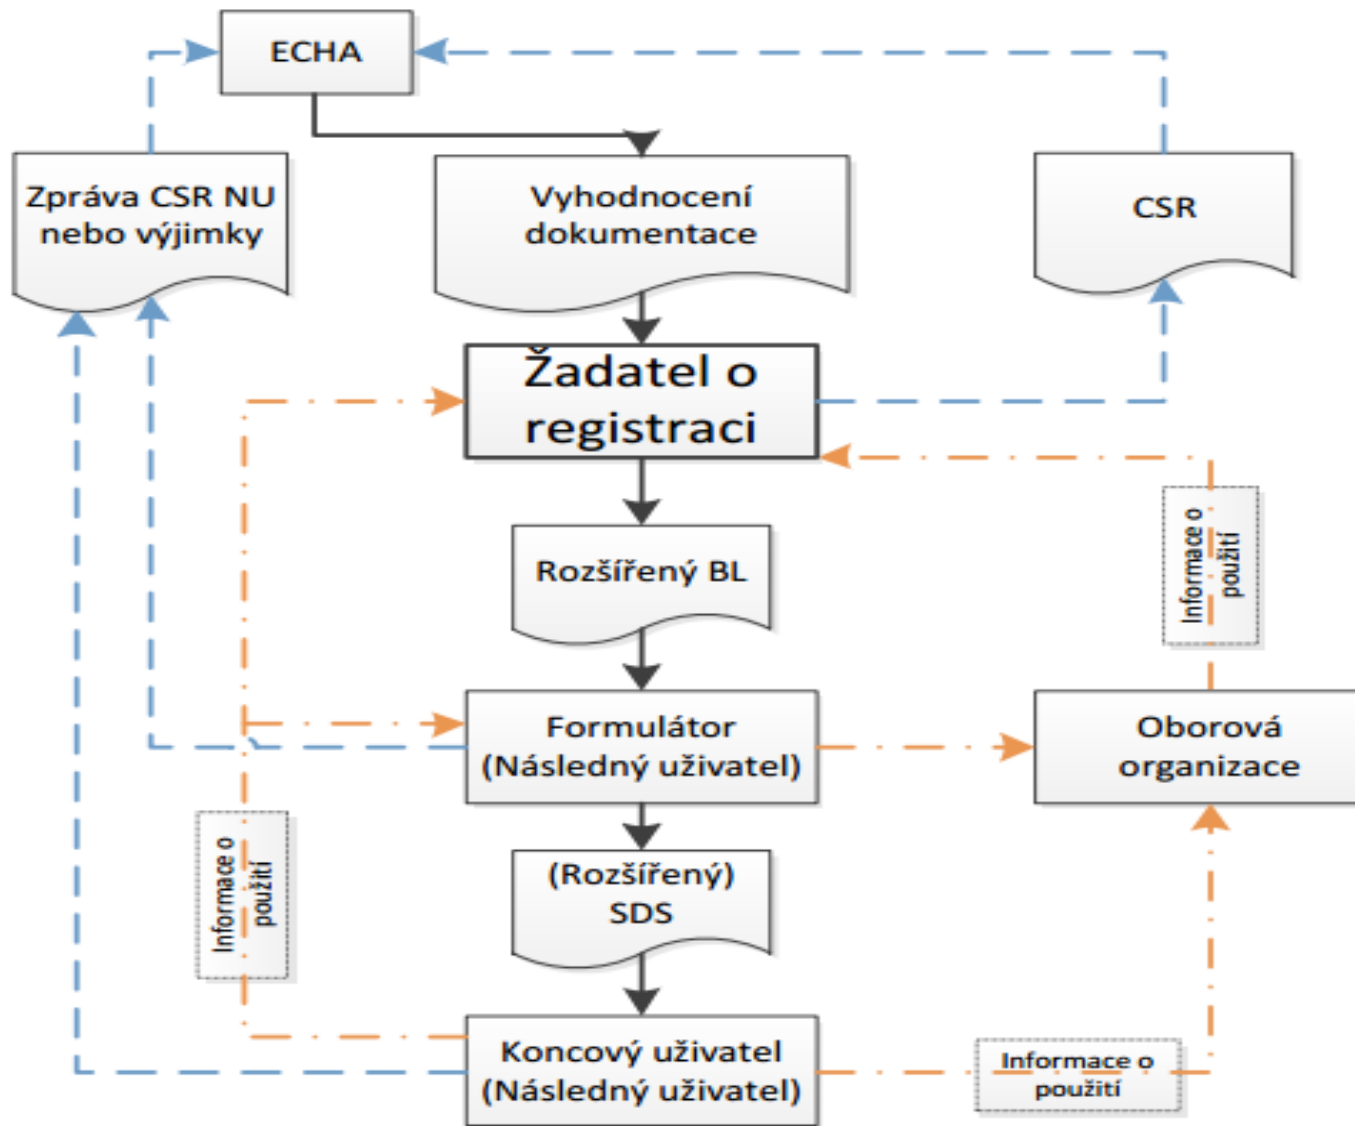 ECHA
Zpráva CSR NU
nebo výjimky
Vyhodnocení
dokumentace
CSR
Žadatel o
registraci
Informace o
použití
Rozšířený BL
Formulátor
(Následný uživatel)
Oborová
organizace
Informace o
použití
(Rozšířený)
SDS
Koncový uživatel
(Následný uživatel)
Informace o
použití